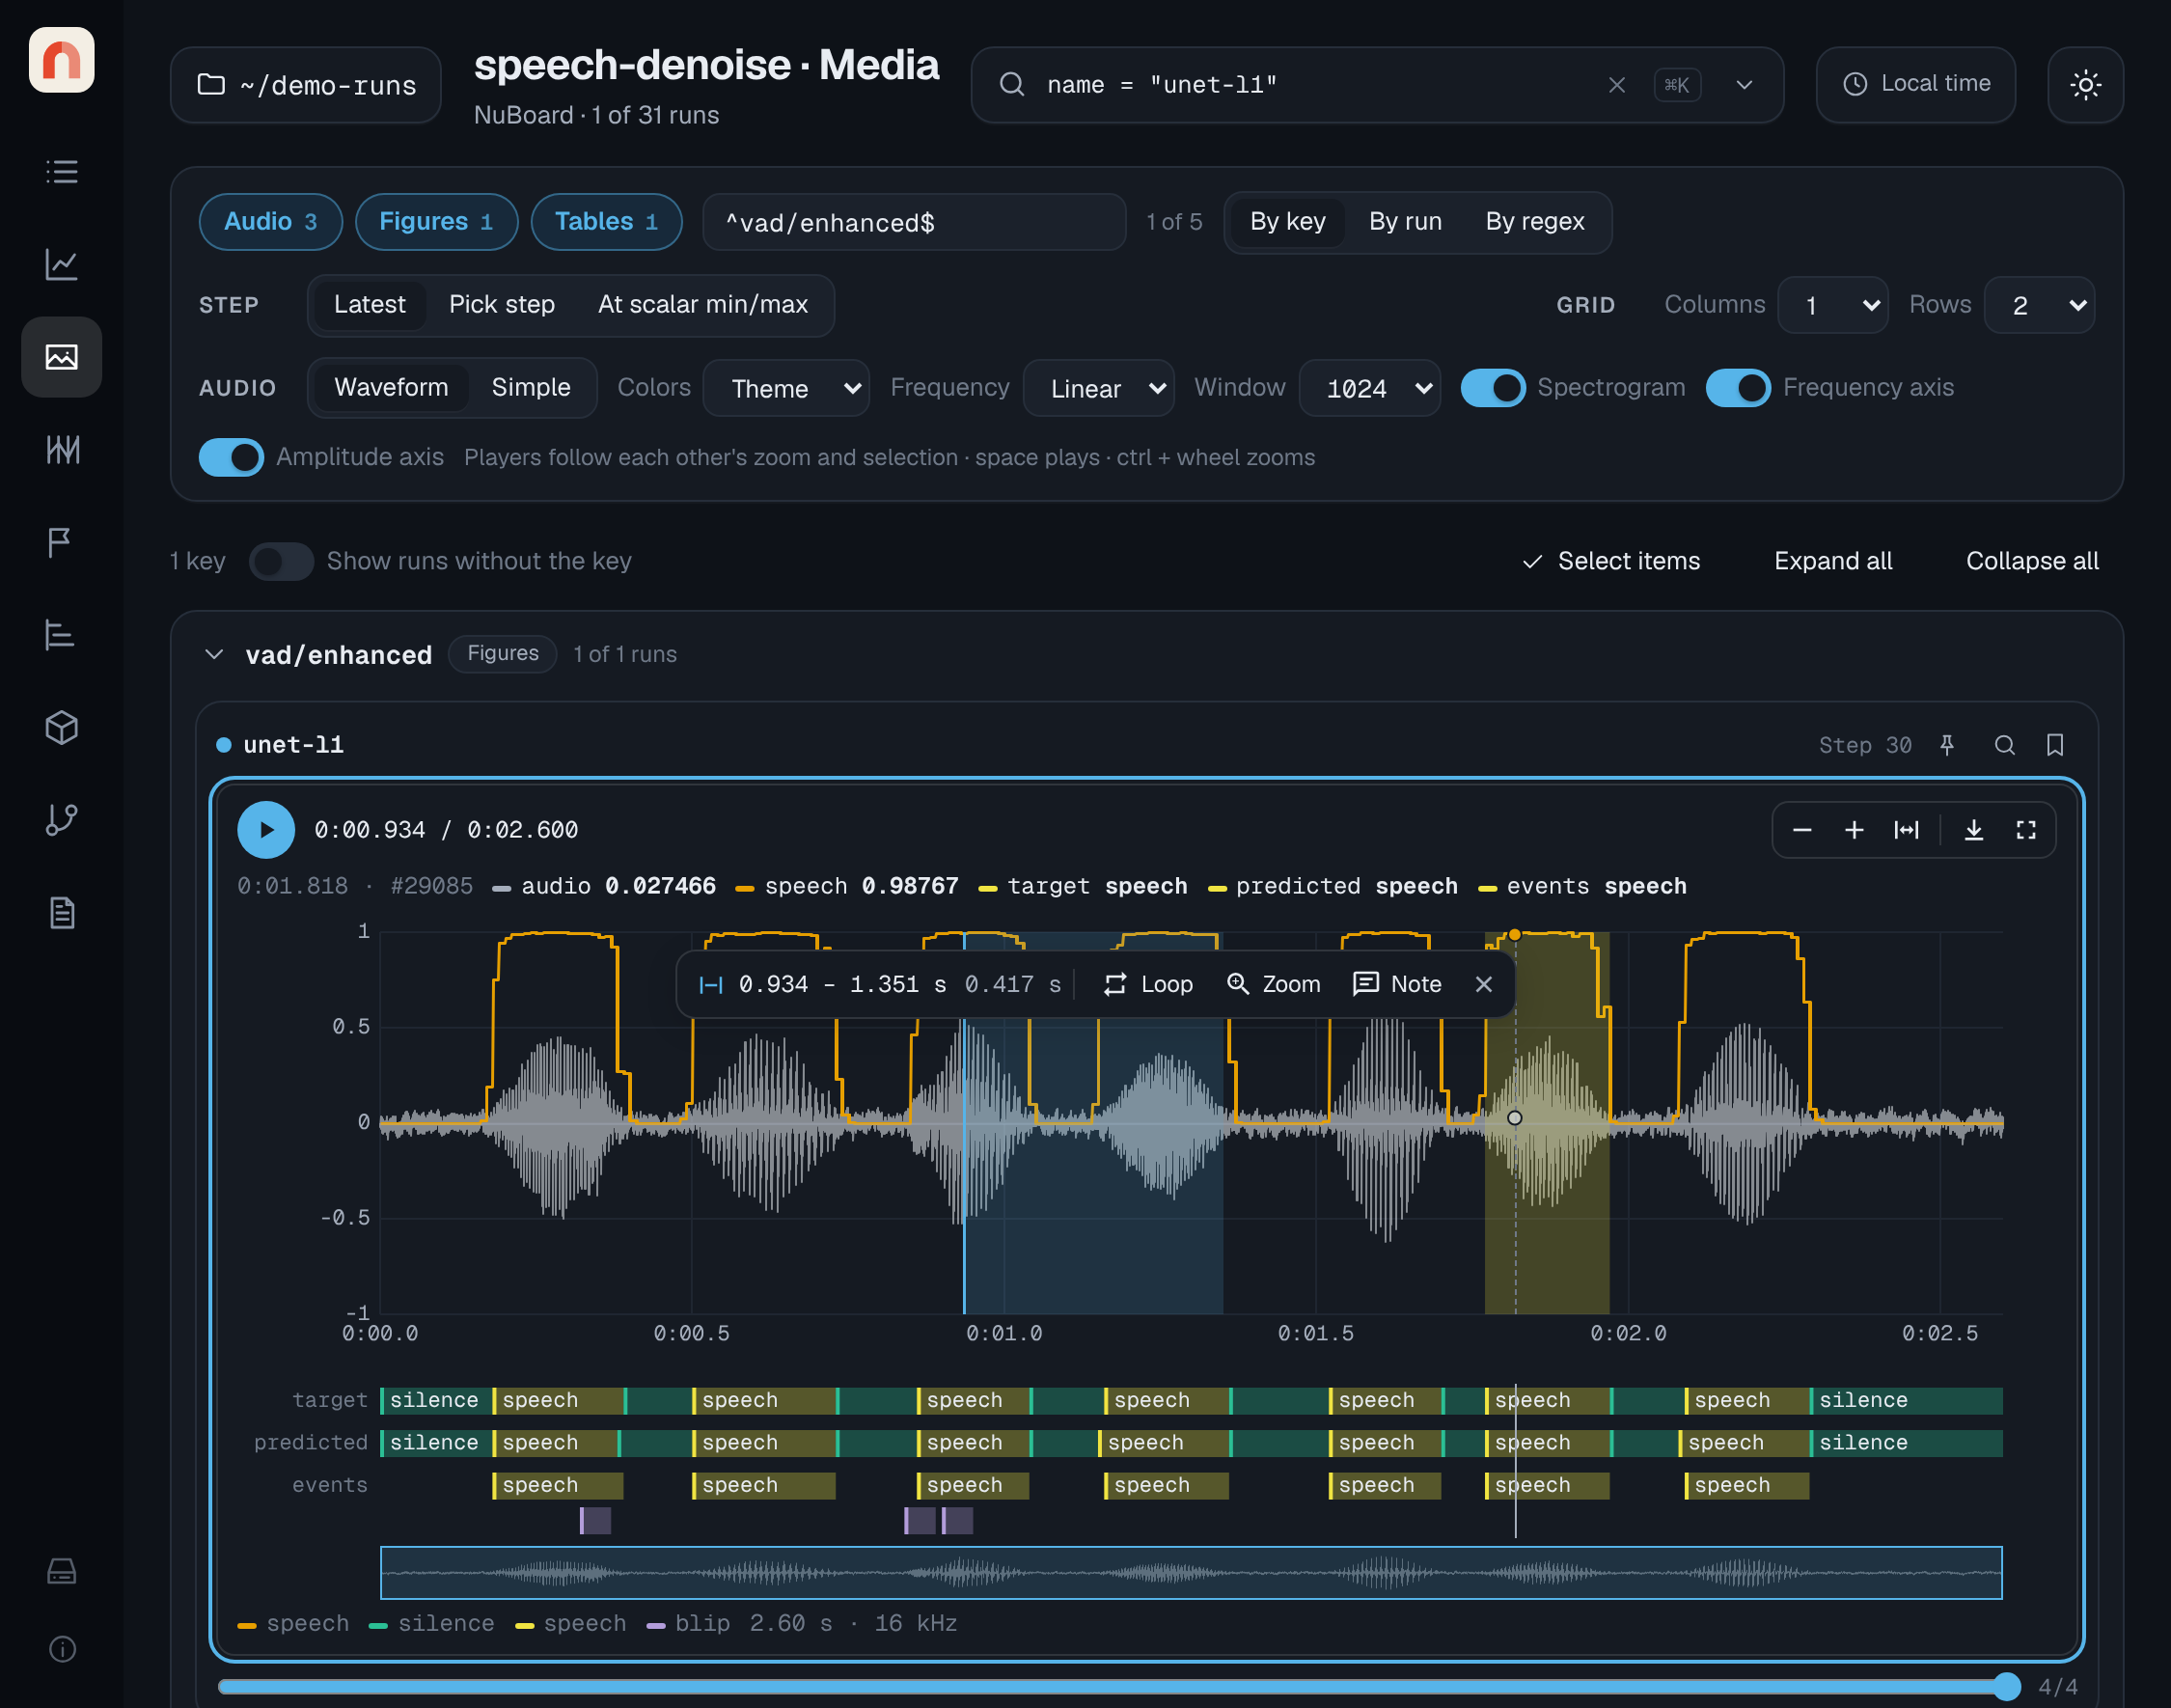 ~/demo-runs
speech-denoise · Media
NuBoard · 1 of 31 runs
name = "unet-l1"
⌘K
Local time
Audio 3 Figures 1 Tables 1 ^vad/enhanced$ 1 of 5 By key By run By regex
STEP Latest Pick step At scalar min/max GRID Columns 1 Rows 2
AUDIO Waveform Simple Colors Theme Frequency Linear Window 1024 Spectrogram Frequency axis
Amplitude axis Players follow each other's zoom and selection · space plays · ctrl + wheel zooms
1 key Show runs without the key Select items Expand all Collapse all
vad/enhanced Figures 1 of 1 runs
unet-l1 Step 30
0:00.934 / 0:02.600
0:01.818 · #29085 audio 0.027466 speech 0.98767 target speech predicted speech events speech
1
0.934 – 1.351 s 0.417 s Loop Zoom Note
0.5
0
-0.5
-1
0:00.0 0:00.5 0:01.0 0:01.5 0:02.0 0:02.5
target silence speech speech speech speech speech speech speech silence
predicted silence speech speech speech speech speech speech speech silence
events speech speech speech speech speech speech speech
speech silence speech blip 2.60 s · 16 kHz
4/4